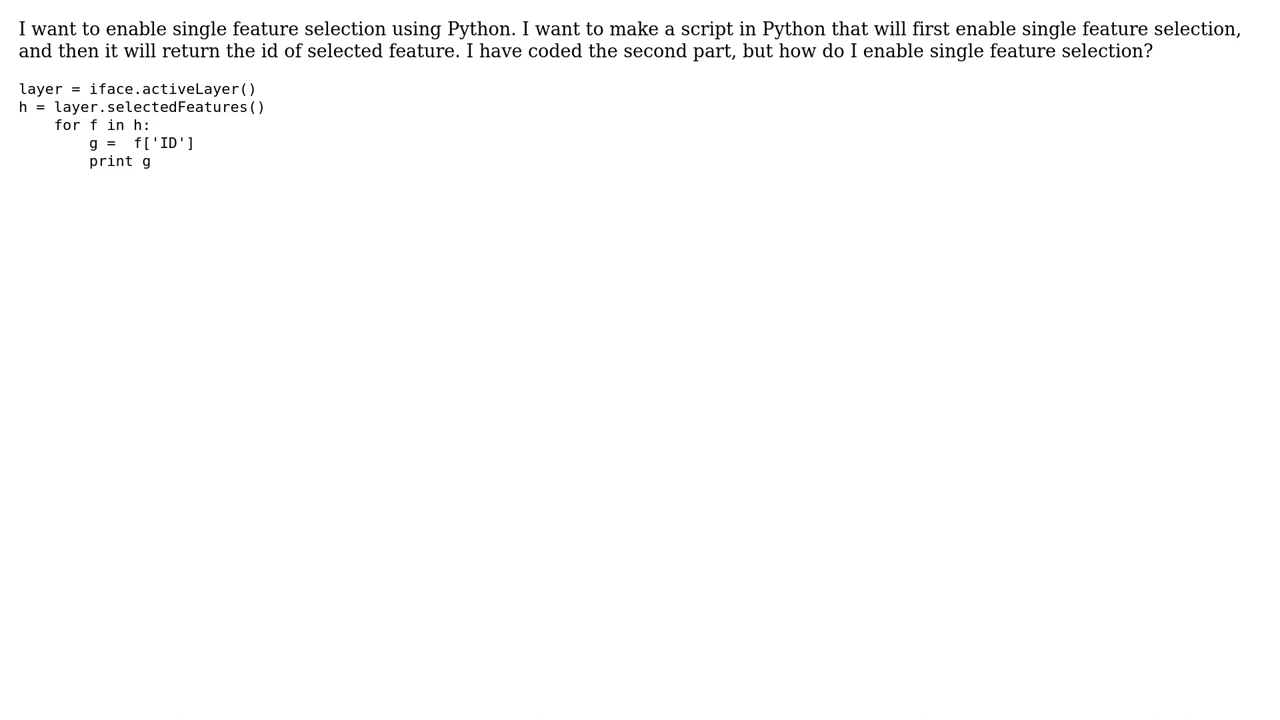 I want to enable single feature selection using Python. I want to make a script in Python that will first enable single feature selection,
and then it will return the id of selected feature. I have coded the second part, but how do I enable single feature selection?
layer = iface.activeLayer()
h = layer.selectedFeatures()
    for f in h:
        g =  f['ID']
        print g